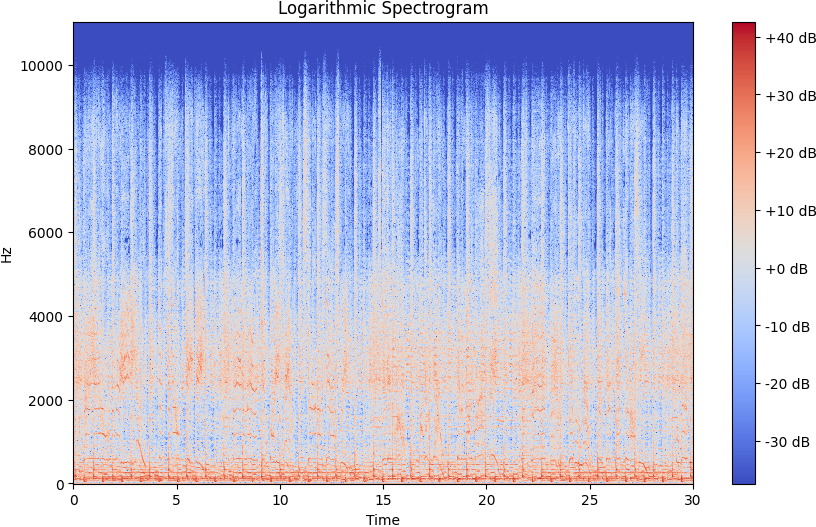 Logarithmic Spectrogram
Hz
10000
8000
6000
4000
2000
0
0 5 10 15 20 25 30
Time
+40 dB
+30 dB
+20 dB
+10 dB
+0 dB
-10 dB
-20 dB
-30 dB